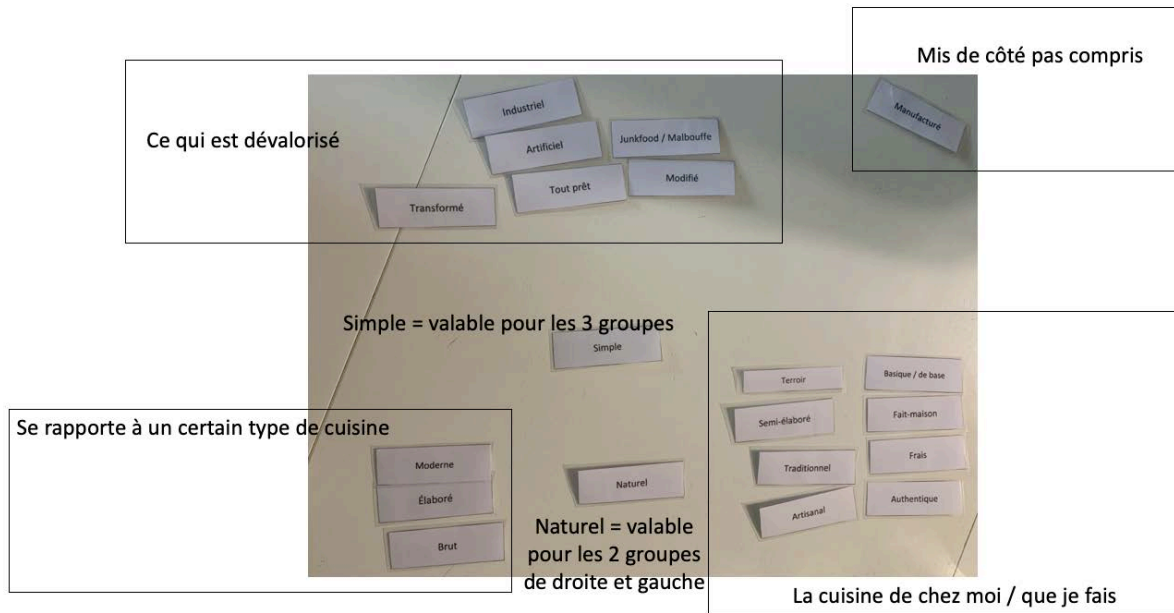 Mis de côté pas compris
Ce qui est dévalorisé
Industriel
Manufacturé
Artificiel
Junkfood / Malbouffe
Tout prêt
Modifié
Transformé
Simple = valable pour les 3 groupes
Simple
Terroir
Basique / de base
Semi-élaboré
Fait-maison
Traditionnel
Frais
Artisanal
Authentique
La cuisine de chez moi / que je fais
Se rapporte à un certain type de cuisine
Moderne
Élaboré
Brut
Naturel
Naturel = valable
pour les 2 groupes
de droite et gauche